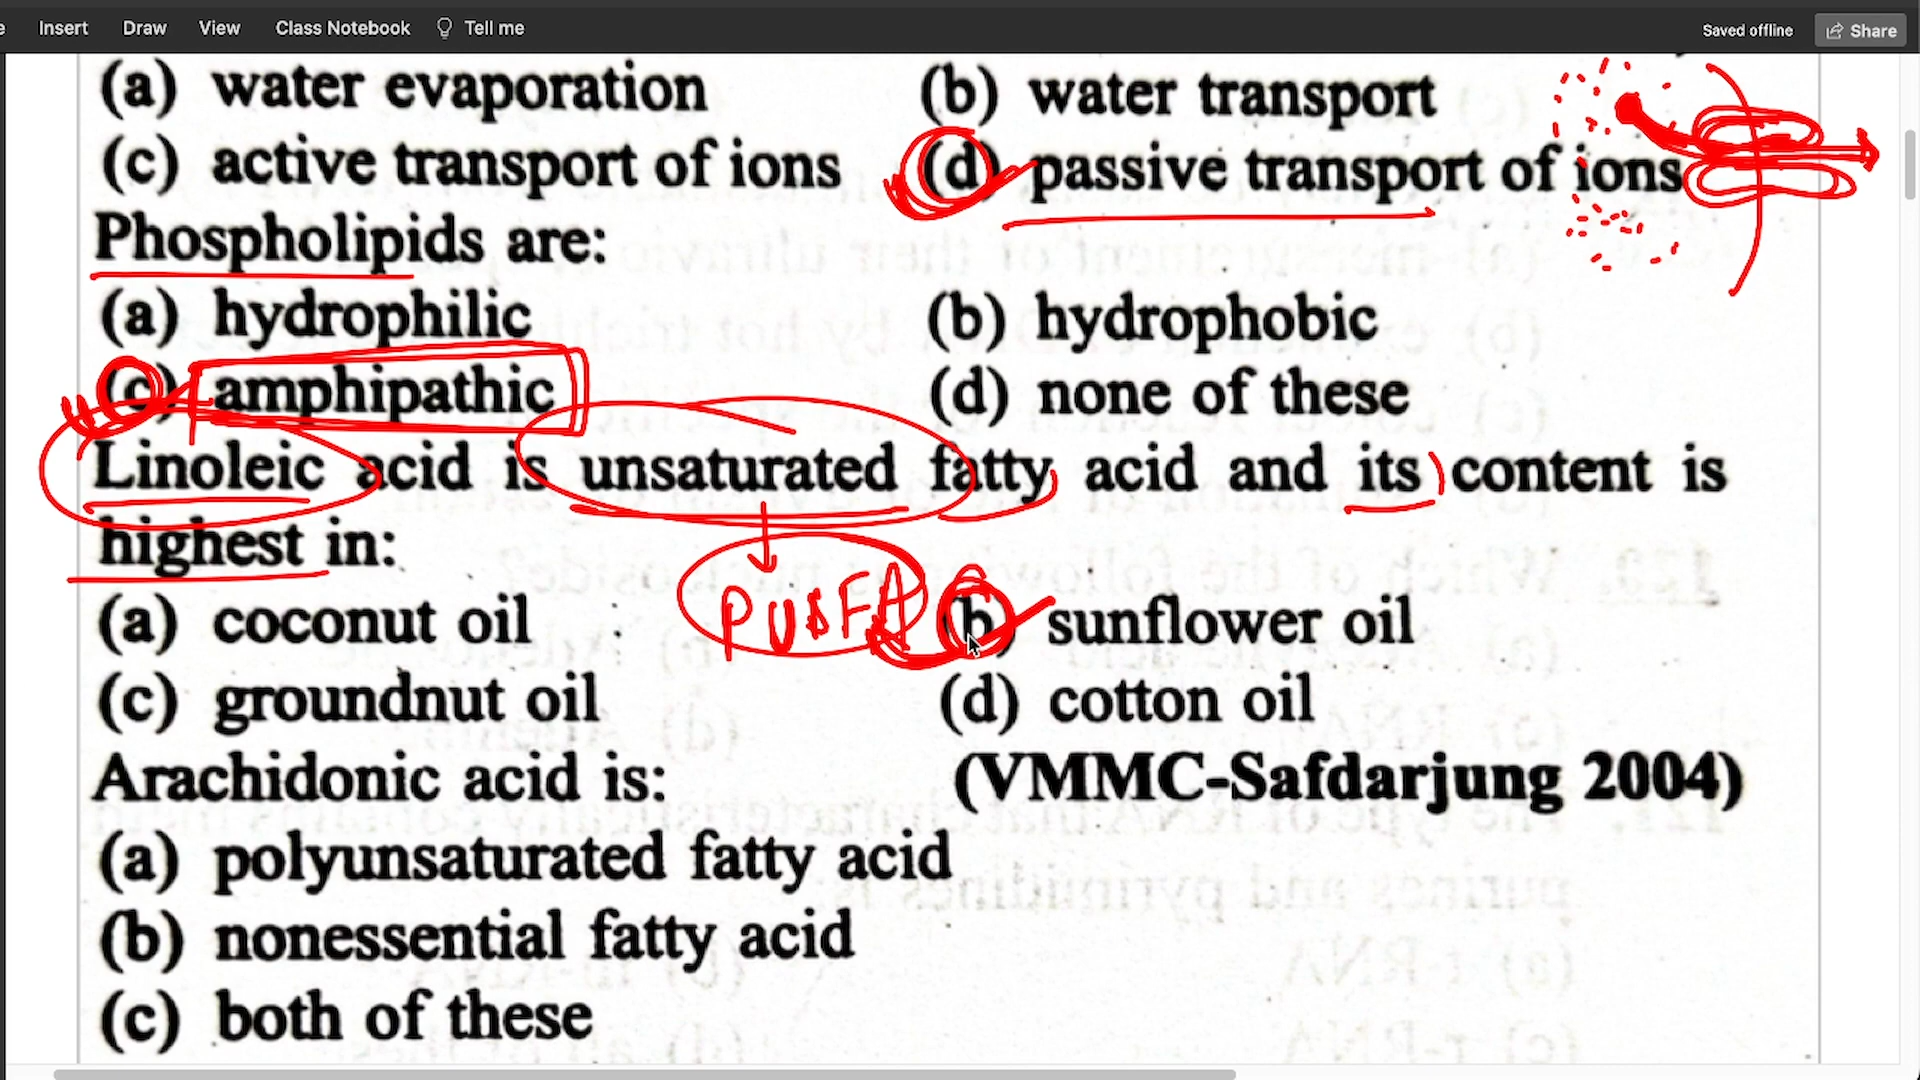 Insert Draw View Class Notebook Tell me Saved offline Share
(a) water evaporation (b) water transport
(c) active transport of ions (d) passive transport of ions
Phospholipids are:
(a) hydrophilic (b) hydrophobic
(c) amphipathic (d) none of these
Linoleic acid is unsaturated fatty acid and its content is
highest in:
PUSFA
(a) coconut oil (b) sunflower oil
(c) groundnut oil (d) cotton oil
Arachidonic acid is: (VMMC-Safdarjung 2004)
(a) polyunsaturated fatty acid
(b) nonessential fatty acid
(c) both of these